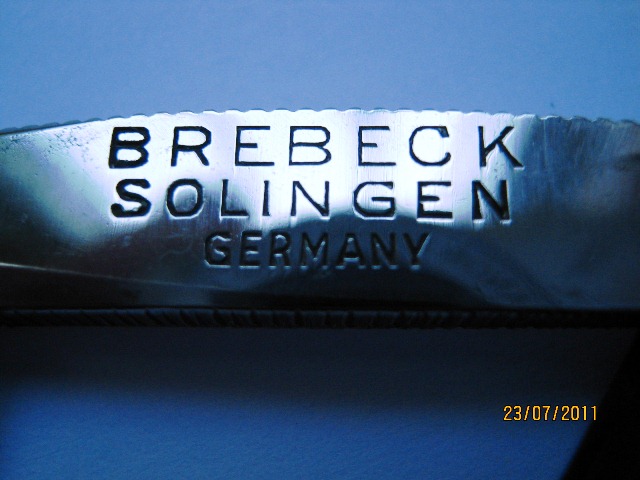 BREBECK
SOLINGEN
GERMANY
23/07/2011